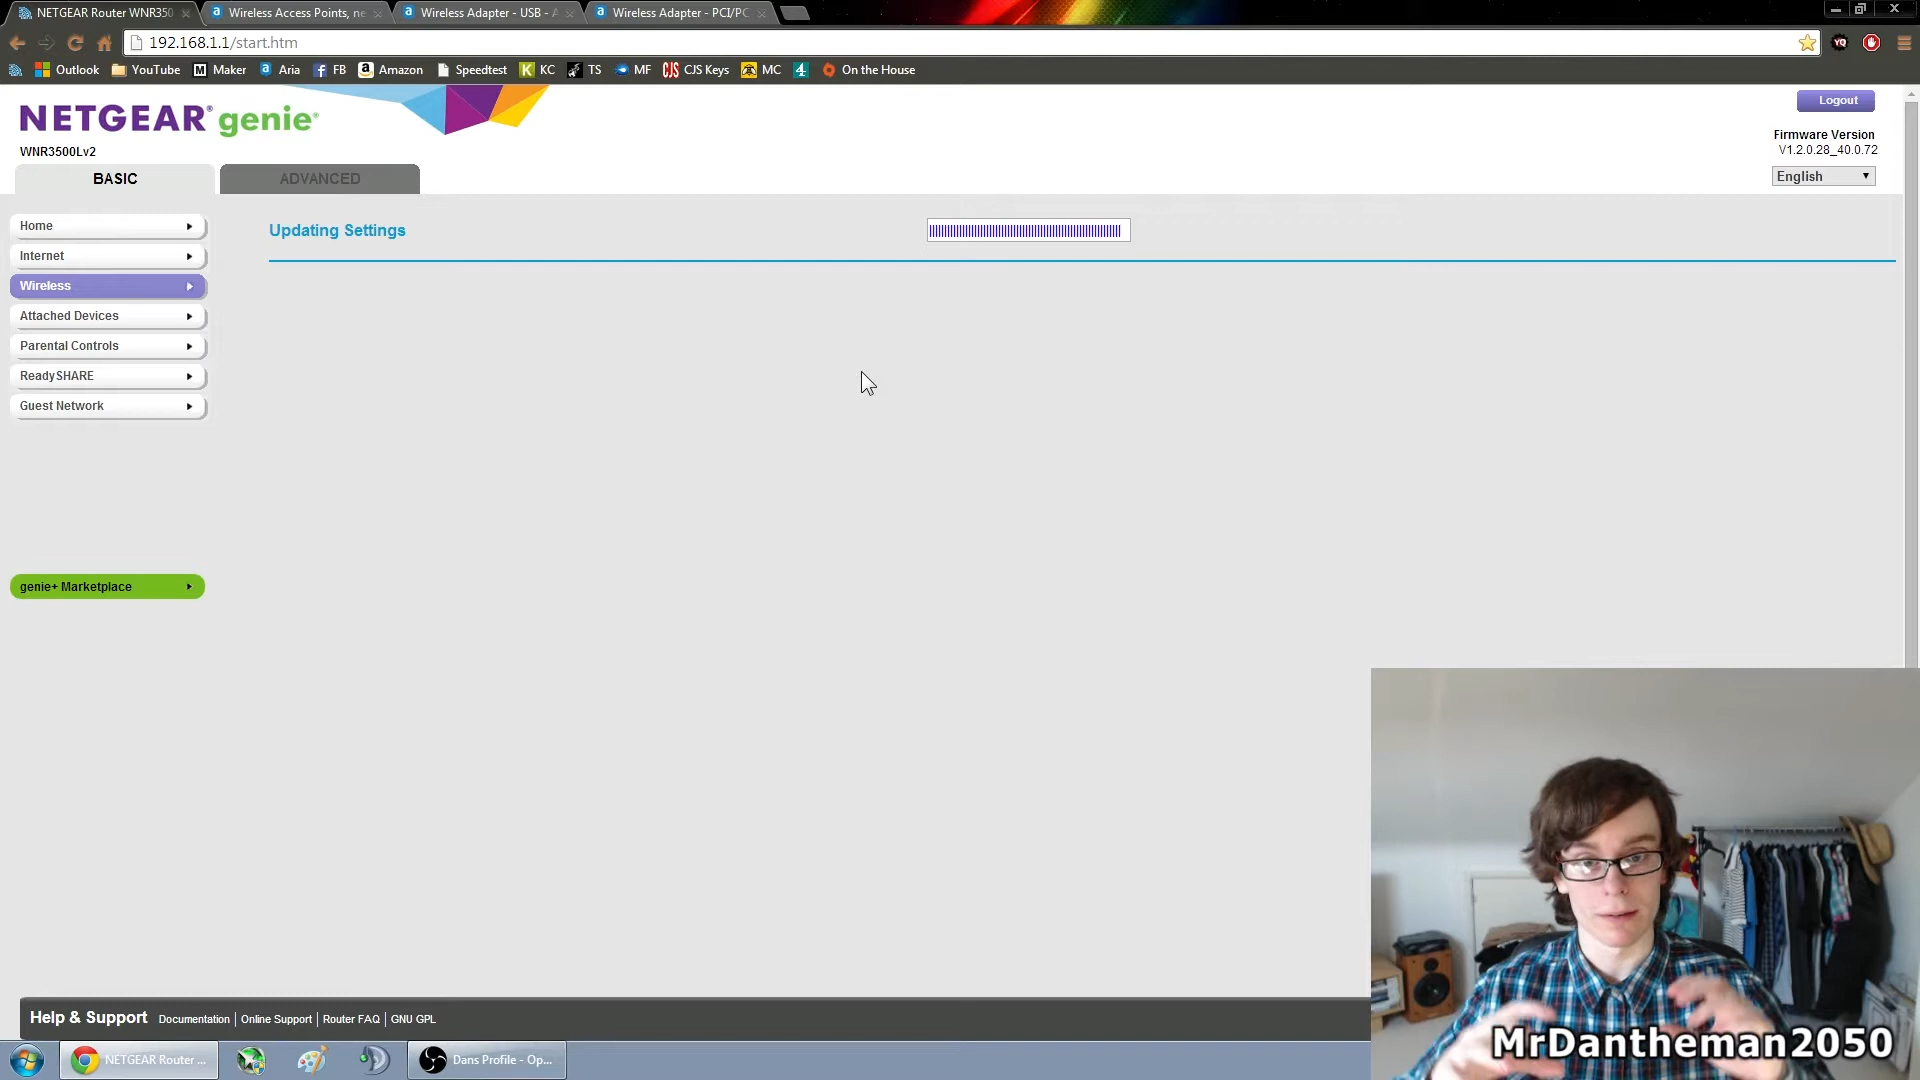 NETGEAR Router WNR350
Wireless Access Points, ne
Wireless Adapter - USB - A
Wireless Adapter - PCI/PC
192.168.1.1/start.htm
Outlook YouTube M Maker a Aria FB Amazon Speedtest K KC TS MF CJS CJS Keys MC 4 On the House
NETGEAR® genie®
Logout
Firmware Version
V1.2.0.28_40.0.72
WNR3500Lv2
English
BASIC
ADVANCED
Home
Internet
Wireless
Attached Devices
Parental Controls
ReadySHARE
Guest Network
genie+ Marketplace
Updating Settings
Help & Support Documentation | Online Support | Router FAQ | GNU GPL
NETGEAR Router ...
Dans Profile - Op...
MrDantheman2050